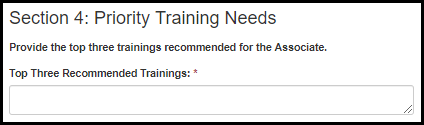 Section 4: Priority Training Needs
Provide the top three trainings recommended for the Associate.
Top Three Recommended Trainings: *